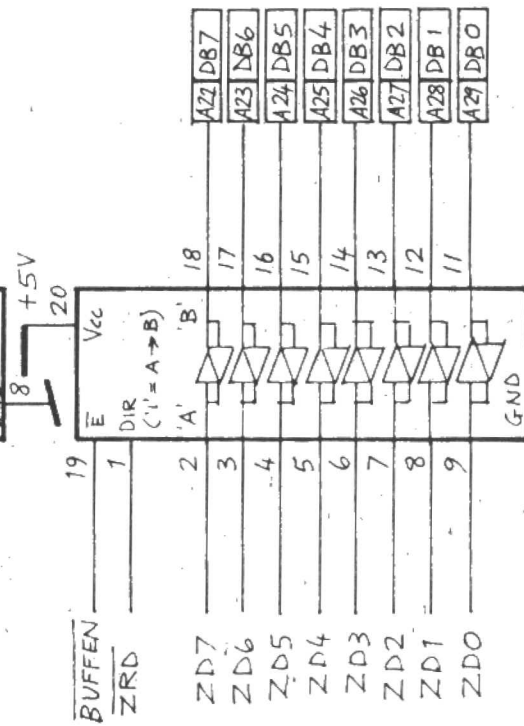 8
+5V
19 20
E Vcc
1 DIR
('1' = A → B)
'A' 'B'
BUFFEN
ZRD
ZD7 2 18 A22 DB7
ZD6 3 17 A23 DB6
ZD5 4 16 A24 DB5
ZD4 5 15 A25 DB4
ZD3 6 14 A26 DB3
ZD2 7 13 A27 DB2
ZD1 8 12 A28 DB1
ZD0 9 11 A29 DB0
GND